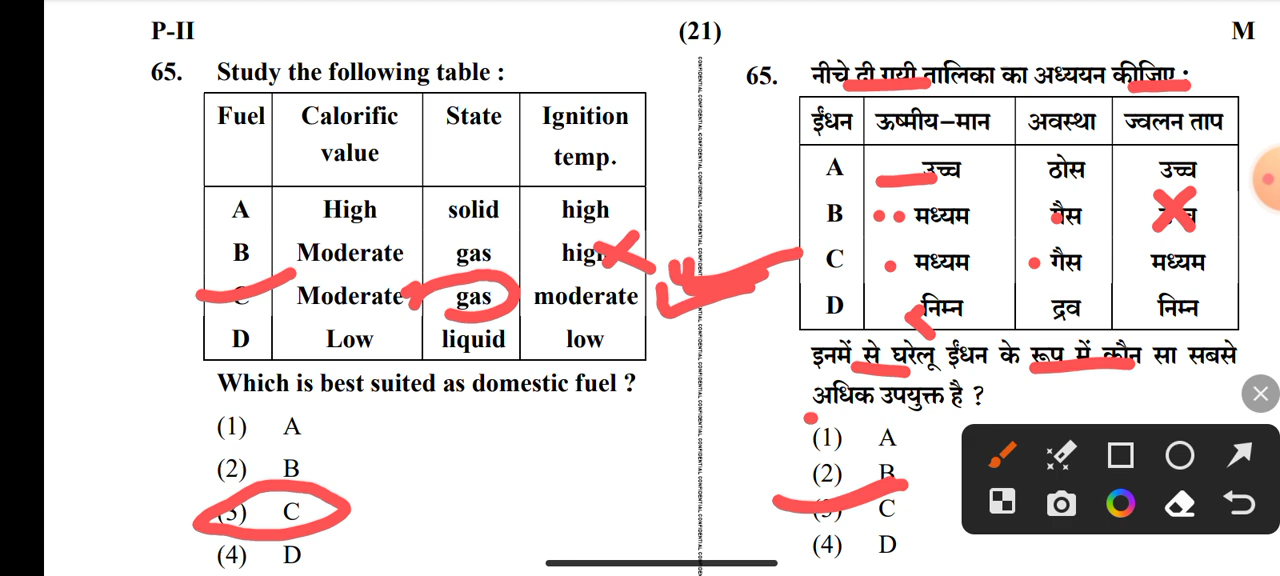 P-II
(21)
M
65. Study the following table :
Fuel Calorific value State Ignition temp.
A High solid high
B Moderate gas high
C Moderate gas moderate
D Low liquid low
Which is best suited as domestic fuel ?
(1) A
(2) B
(3) C
(4) D
65. नीचे दी गयी तालिका का अध्ययन कीजिए :
ईंधन ऊष्मीय-मान अवस्था ज्वलन ताप
A उच्च ठोस उच्च
B मध्यम गैस
C मध्यम गैस मध्यम
D निम्न द्रव निम्न
इनमें से घरेलू ईंधन के रूप में कौन सा सबसे
अधिक उपयुक्त है ?
(1) A
(2) B
(3) C
(4) D